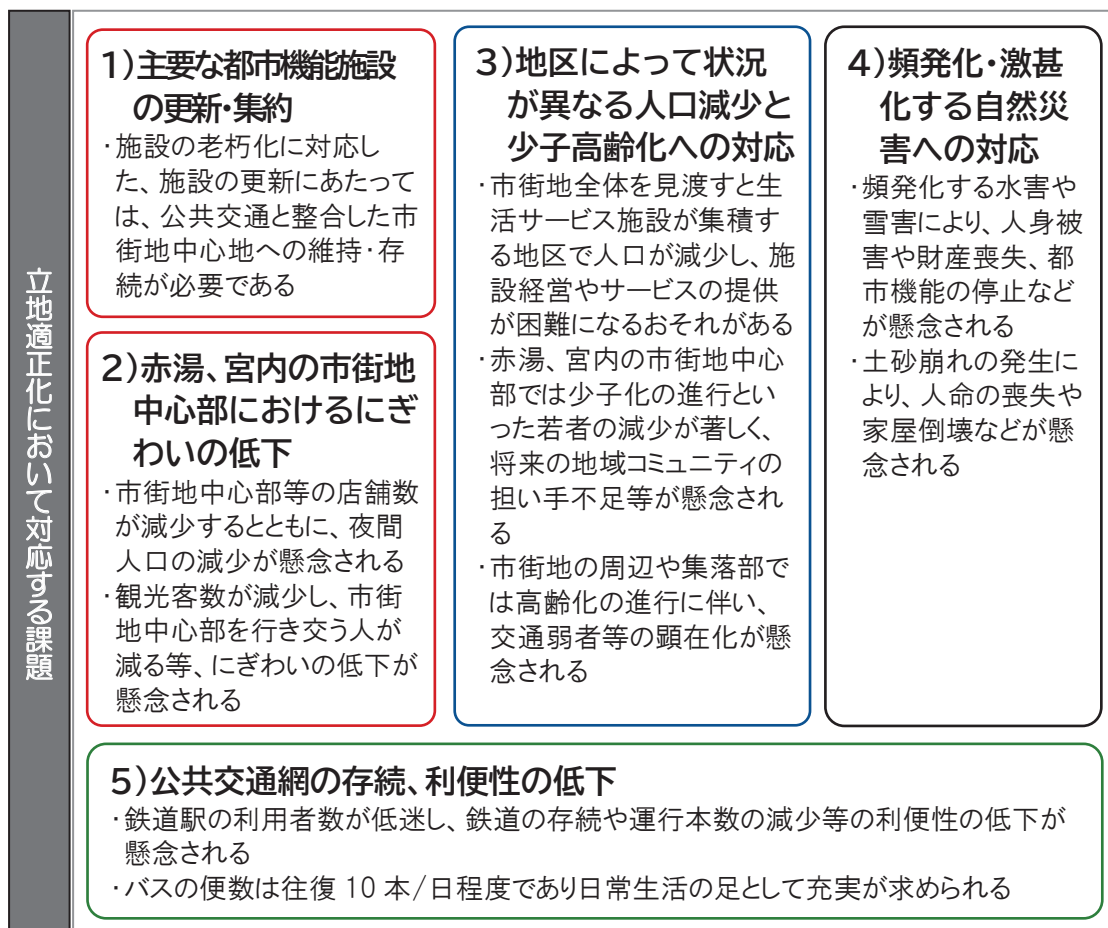 立地適正化において対応する課題
1)主要な都市機能施設
の更新・集約
・施設の老朽化に対応し
た、施設の更新にあたって
は、公共交通と整合した市
街地中心地への維持・存
続が必要である
2)赤湯、宮内の市街地
中心部におけるにぎ
わいの低下
・市街地中心部等の店舗数
が減少するとともに、夜間
人口の減少が懸念される
・観光客数が減少し、市街
地中心部を行き交う人が
減る等、にぎわいの低下が
懸念される
3)地区によって状況
が異なる人口減少と
少子高齢化への対応
・市街地全体を見渡すと生
活サービス施設が集積す
る地区で人口が減少し、施
設経営やサービスの提供
が困難になるおそれがある
・赤湯、宮内の市街地中心
部では少子化の進行とい
った若者の減少が著しく、
将来の地域コミュニティの
担い手不足等が懸念され
る
・市街地の周辺や集落部で
は高齢化の進行に伴い、
交通弱者等の顕在化が懸
念される
4)頻発化・激甚
化する自然災
害への対応
・頻発化する水害や
雪害により、人身被
害や財産喪失、都
市機能の停止など
が懸念される
・土砂崩れの発生に
より、人命の喪失や
家屋倒壊などが懸
念される
5)公共交通網の存続、利便性の低下
・鉄道駅の利用者数が低迷し、鉄道の存続や運行本数の減少等の利便性の低下が
懸念される
・バスの便数は往復 10 本/日程度であり日常生活の足として充実が求められる